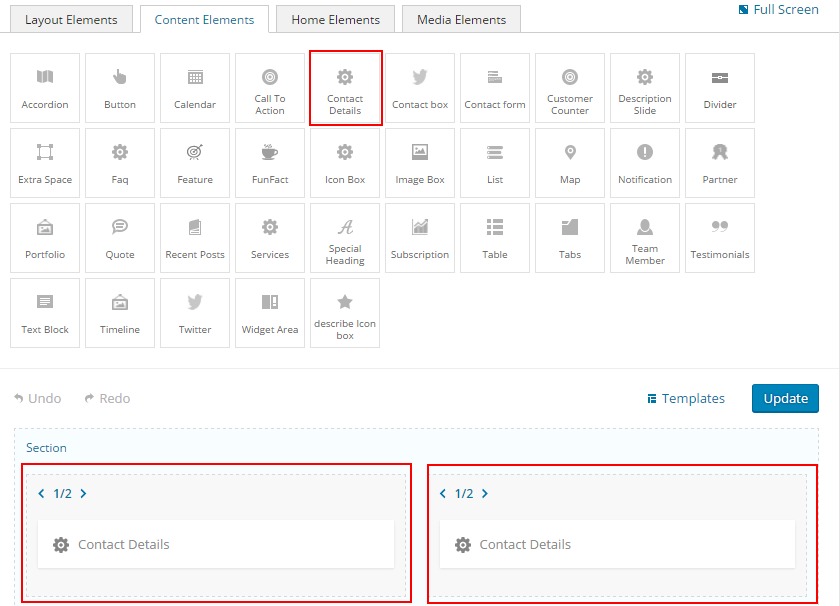 Layout Elements
Content Elements
Home Elements
Media Elements
Full Screen
Accordion
Button
Calendar
Call To
Action
Contact
Details
Contact box
Contact form
Customer
Counter
Description
Slide
Divider
Extra Space
Faq
Feature
FunFact
Icon Box
Image Box
List
Map
Notification
Partner
Portfolio
Quote
Recent Posts
Services
Special
Heading
Subscription
Table
Tabs
Team
Member
Testimonials
Text Block
Timeline
Twitter
Widget Area
describe Icon
box
Undo
Redo
Templates
Update
Section
1/2
Contact Details
1/2
Contact Details